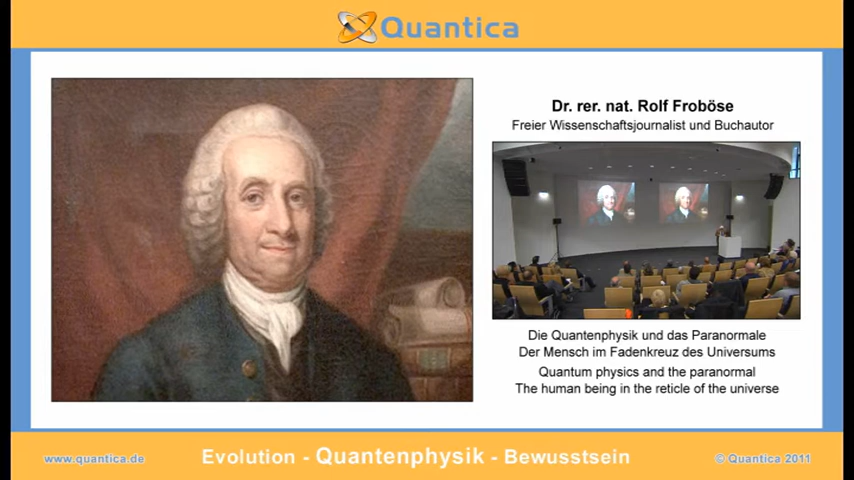 Quantica
Dr. rer. nat. Rolf Froböse
Freier Wissenschaftsjournalist und Buchautor
Die Quantenphysik und das Paranormale
Der Mensch im Fadenkreuz des Universums
Quantum physics and the paranormal
The human being in the reticle of the universe
www.quantica.de
Evolution - Quantenphysik - Bewusstsein
© Quantica 2011